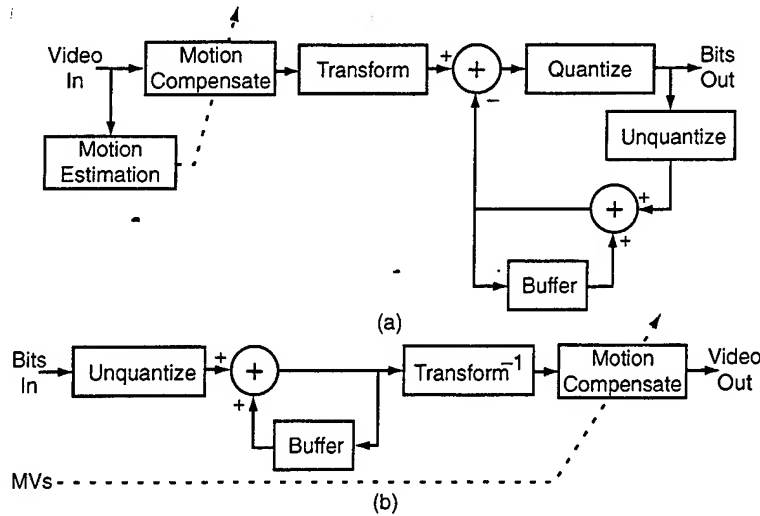 Video In
Motion Compensate
Transform
+
+
−
Quantize
Bits Out
Motion Estimation
Unquantize
+
+
+
Buffer
(a)
Bits In
Unquantize
+
+
+
Buffer
Transform⁻¹
Motion Compensate
Video Out
MVs
(b)